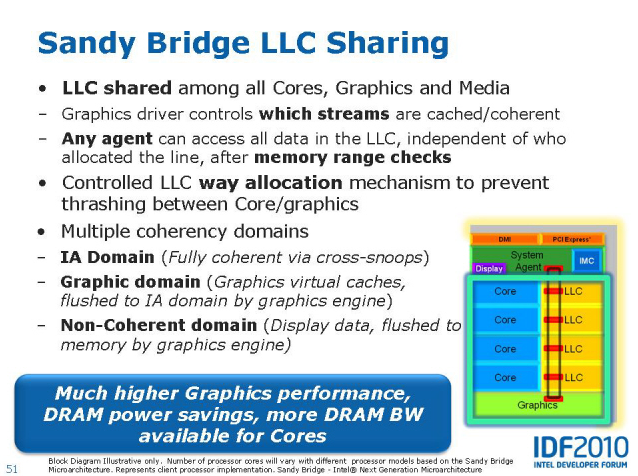 Sandy Bridge LLC Sharing
• LLC shared among all Cores, Graphics and Media
– Graphics driver controls which streams are cached/coherent
– Any agent can access all data in the LLC, independent of who
allocated the line, after memory range checks
• Controlled LLC way allocation mechanism to prevent
thrashing between Core/graphics
• Multiple coherency domains
– IA Domain (Fully coherent via cross-snoops)
– Graphic domain (Graphics virtual caches,
flushed to IA domain by graphics engine)
– Non-Coherent domain (Display data, flushed to
memory by graphics engine)
DMI
PCI Express*
System
Agent
IMC
Display
Core
LLC
Core
LLC
Core
LLC
Core
LLC
Graphics
Much higher Graphics performance,
DRAM power savings, more DRAM BW
available for Cores
51
Block Diagram Illustrative only. Number of processor cores will vary with different processor models based on the Sandy Bridge
Microarchitecture. Represents client processor implementation. Sandy Bridge - Intel® Next Generation Microarchitecture
IDF2010
INTEL DEVELOPER FORUM